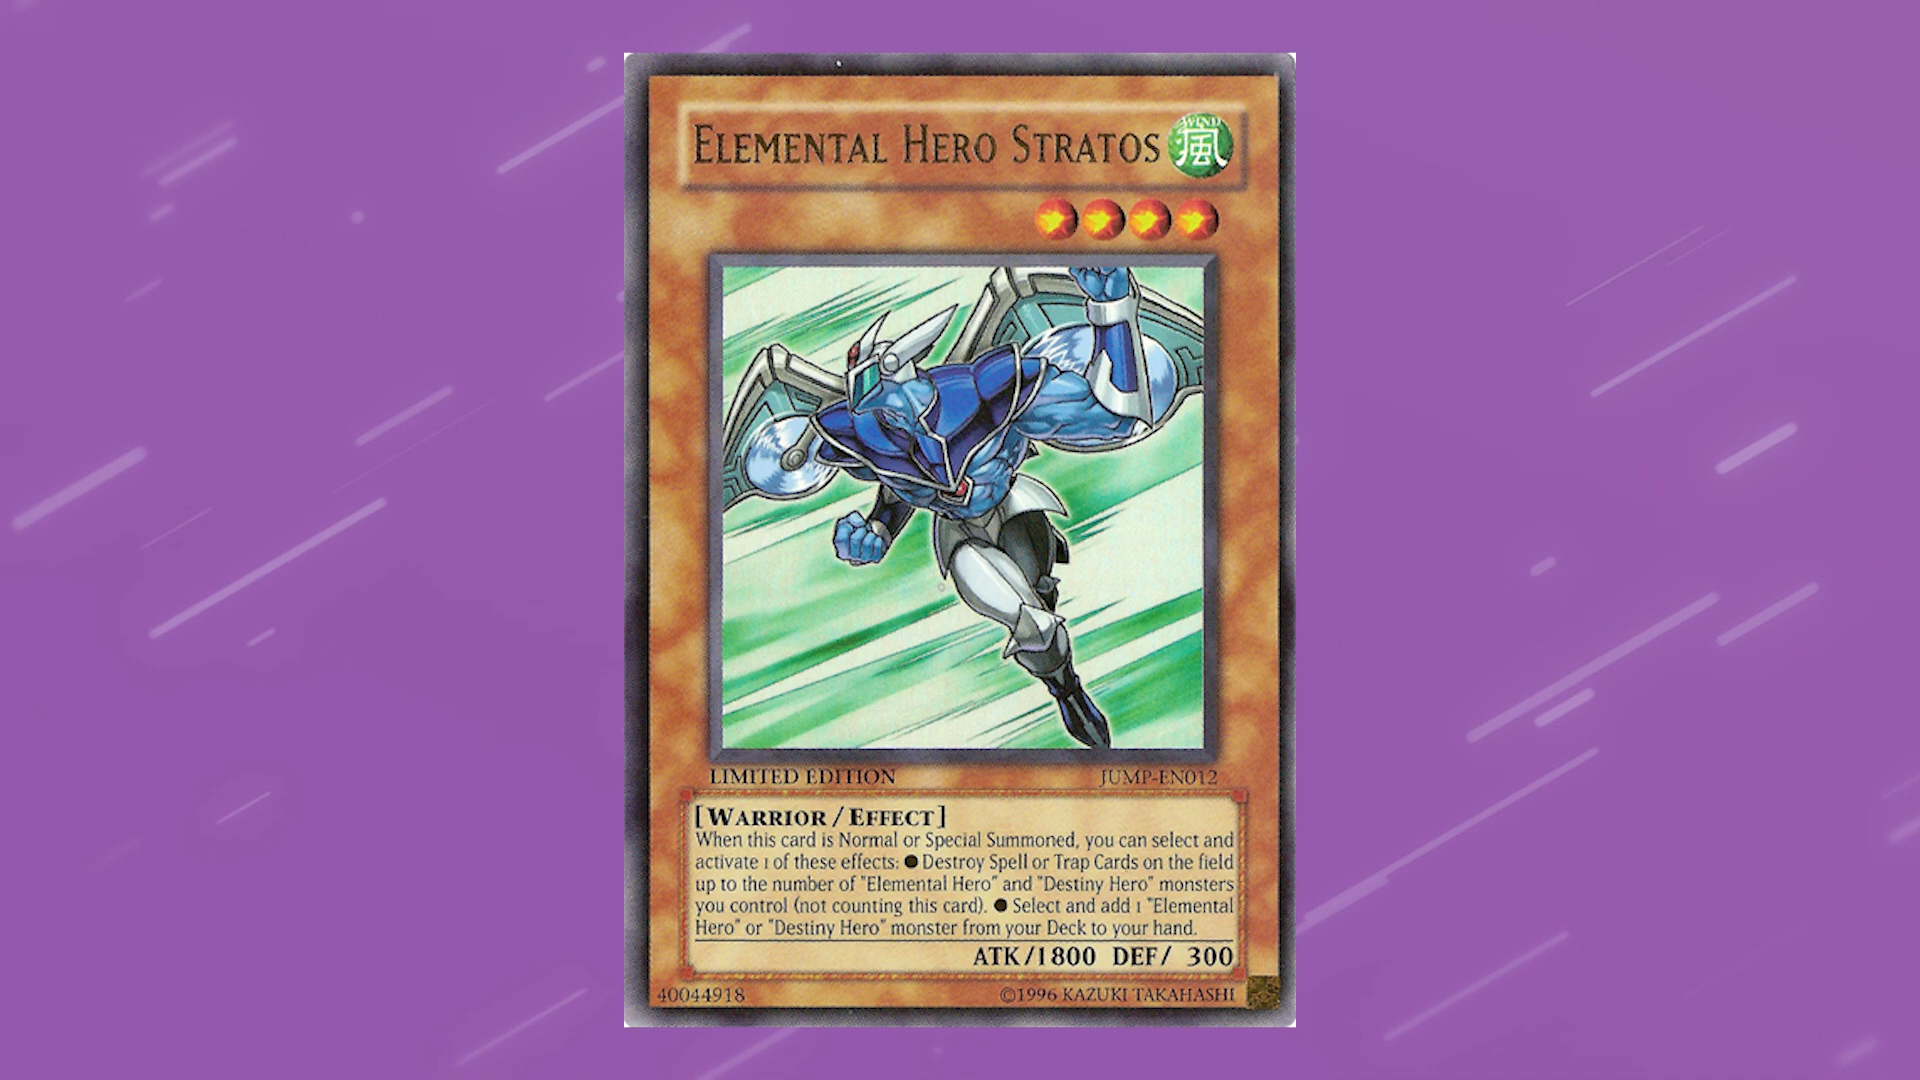 Elemental Hero Stratos
WIND
風
LIMITED EDITION
JUMP-EN012
[Warrior / Effect]
When this card is Normal or Special Summoned, you can select and
activate 1 of these effects: ● Destroy Spell or Trap Cards on the field
up to the number of "Elemental Hero" and "Destiny Hero" monsters
you control (not counting this card). ● Select and add 1 "Elemental
Hero" or "Destiny Hero" monster from your Deck to your hand.
ATK/1800 DEF/ 300
40044918
©1996 KAZUKI TAKAHASHI